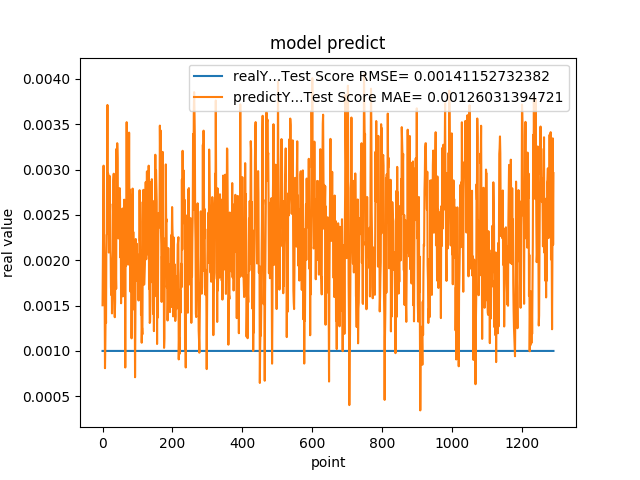 model predict
realY...Test Score RMSE= 0.00141152732382
predictY...Test Score MAE= 0.00126031394721
0.0040
0.0035
0.0030
0.0025
0.0020
0.0015
0.0010
0.0005
real value
0 200 400 600 800 1000 1200
point